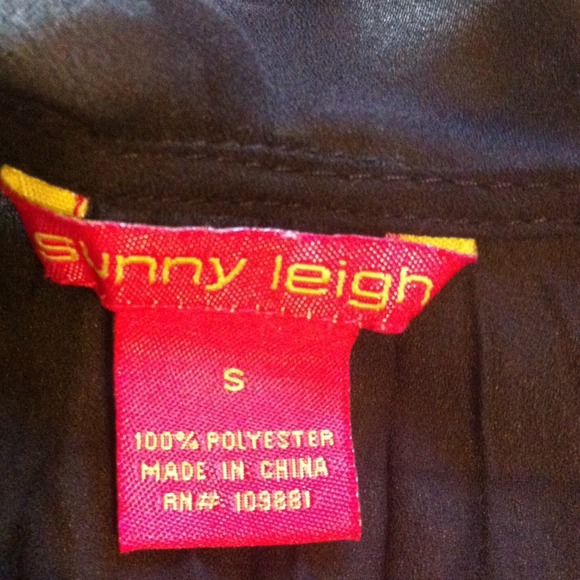 sunny leigh
S
100% POLYESTER
MADE IN CHINA
RN# 109881